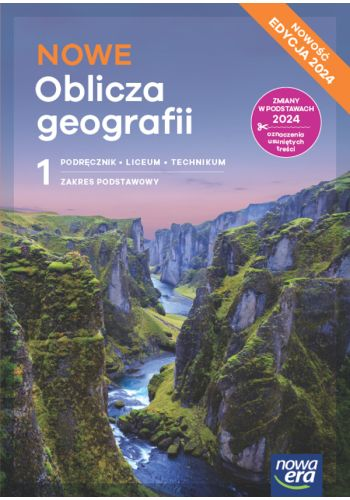 NOWOŚĆ
EDYCJA 2024
NOWE
Oblicza
geografii
ZMIANY
W PODSTAWACH
2024
oznaczenia
usuniętych
treści
1
PODRĘCZNIK • LICEUM • TECHNIKUM
ZAKRES PODSTAWOWY
nowa
era